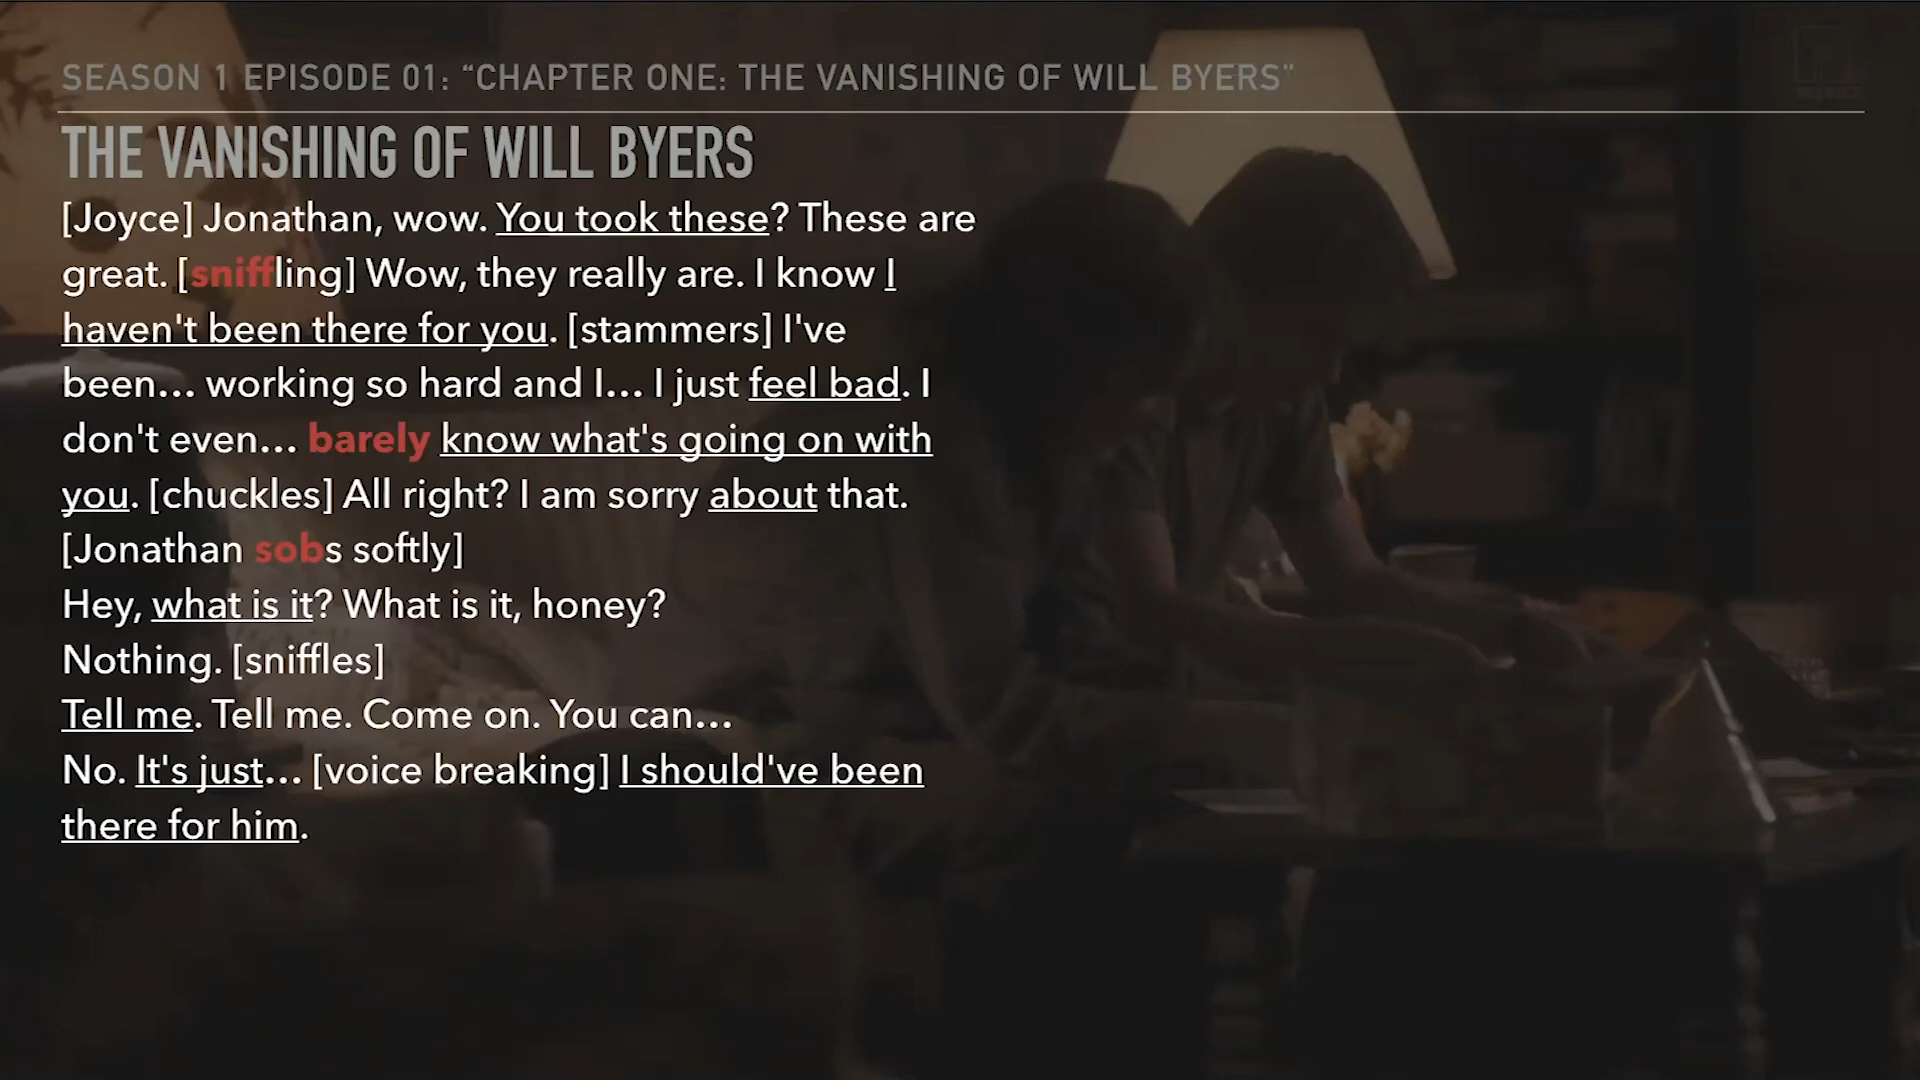 SEASON 1 EPISODE 01: “CHAPTER ONE: THE VANISHING OF WILL BYERS”
THE VANISHING OF WILL BYERS
[Joyce] Jonathan, wow. You took these? These are
great. [sniffling] Wow, they really are. I know I
haven't been there for you. [stammers] I've
been… working so hard and I… I just feel bad. I
don't even… barely know what's going on with
you. [chuckles] All right? I am sorry about that.
[Jonathan sobs softly]
Hey, what is it? What is it, honey?
Nothing. [sniffles]
Tell me. Tell me. Come on. You can…
No. It's just… [voice breaking] I should've been
there for him.